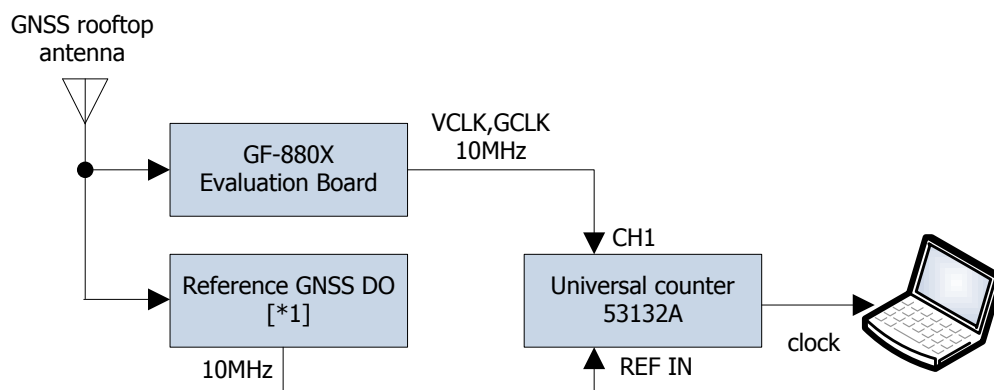 GNSS rooftop
antenna
GF-880X
Evaluation Board
VCLK,GCLK
10MHz
CH1
Reference GNSS DO
[*1]
Universal counter
53132A
clock
10MHz
REF IN